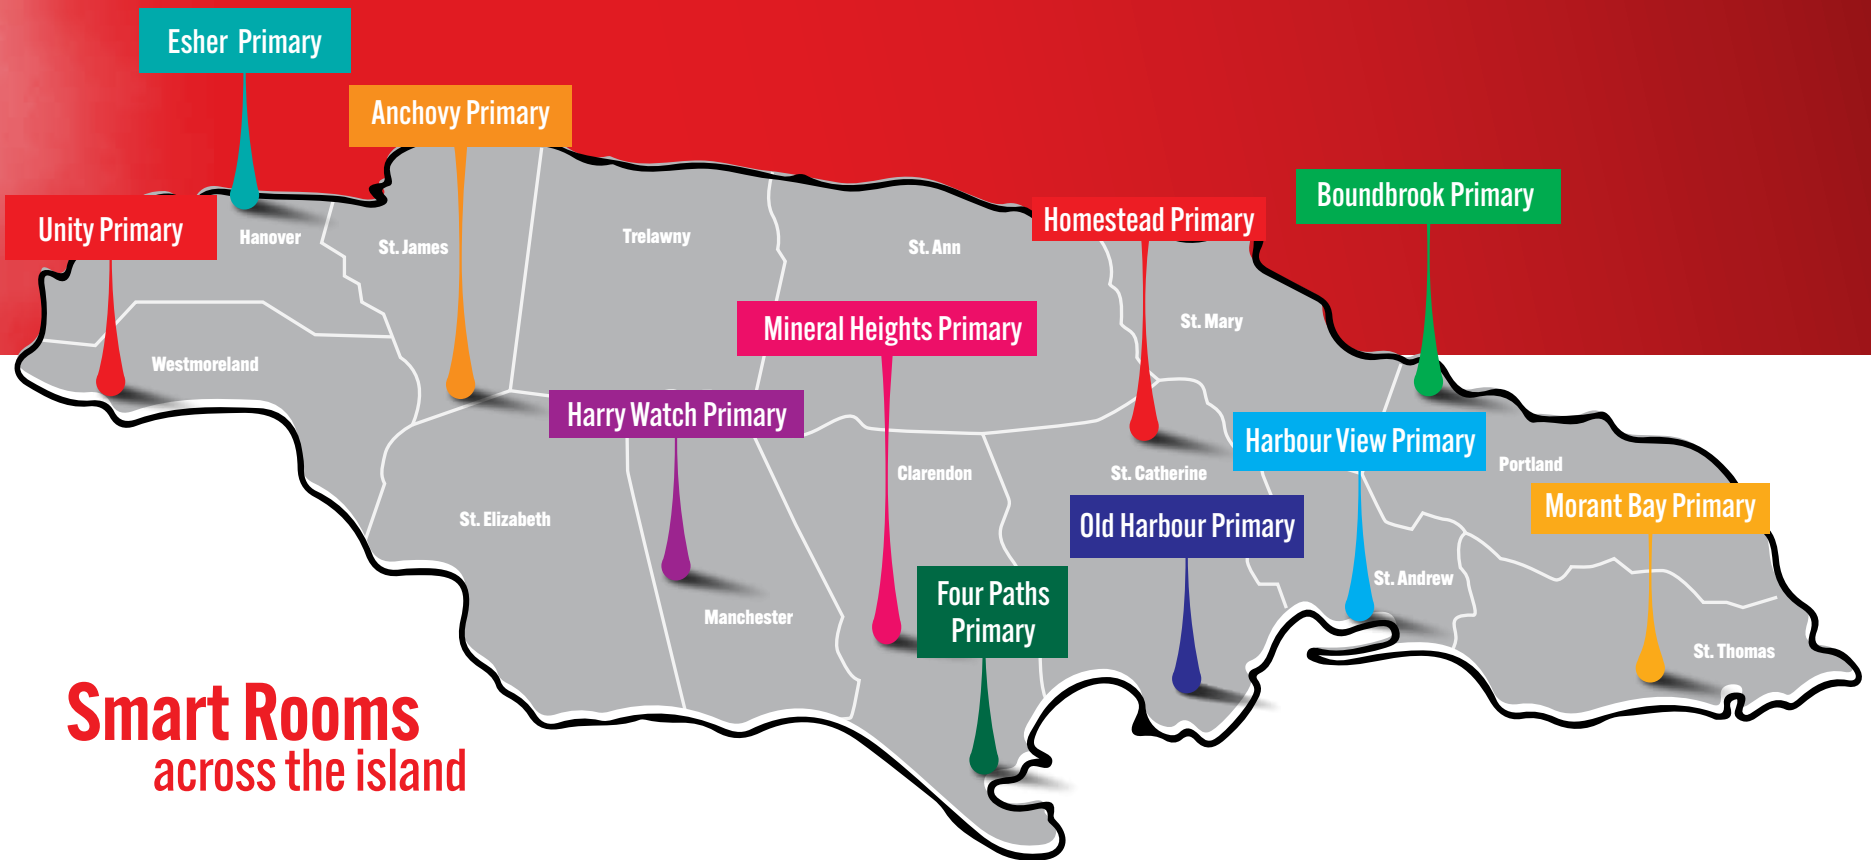 Esher Primary
Anchovy Primary
Unity Primary
Homestead Primary
Boundbrook Primary
Hanover
St. James
Trelawny
St. Ann
St. Mary
Mineral Heights Primary
Westmoreland
Harry Watch Primary
Harbour View Primary
Clarendon
St. Catherine
Portland
St. Elizabeth
Old Harbour Primary
Morant Bay Primary
Manchester
Four Paths
Primary
St. Andrew
St. Thomas
Smart Rooms
across the island